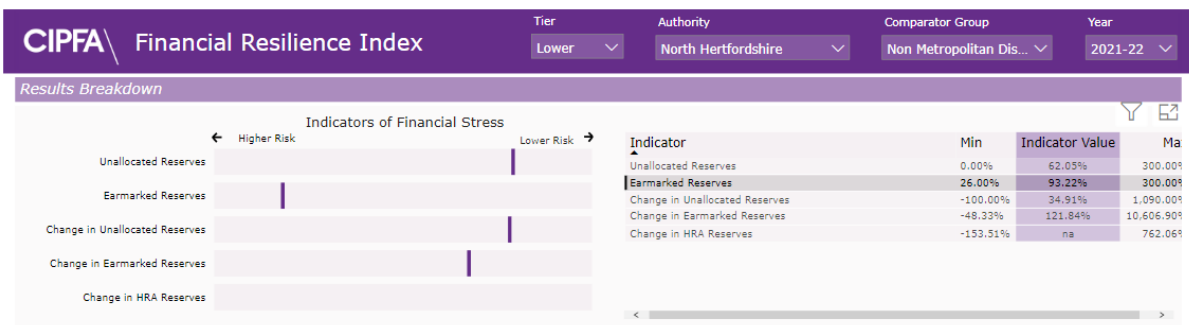 CIPFA\ Financial Resilience Index
Tier
Lower
Authority
North Hertfordshire
Comparator Group
Non Metropolitan Dis...
Year
2021-22
Results Breakdown
Indicators of Financial Stress
← Higher Risk Lower Risk →
Unallocated Reserves
Earmarked Reserves
Change in Unallocated Reserves
Change in Earmarked Reserves
Change in HRA Reserves
Indicator Min Indicator Value Ma
Unallocated Reserves 0.00% 62.05% 300.00%
Earmarked Reserves 26.00% 93.22% 300.00%
Change in Unallocated Reserves -100.00% 34.91% 1,090.00%
Change in Earmarked Reserves -48.33% 121.84% 10,606.90%
Change in HRA Reserves -153.51% na 762.06%